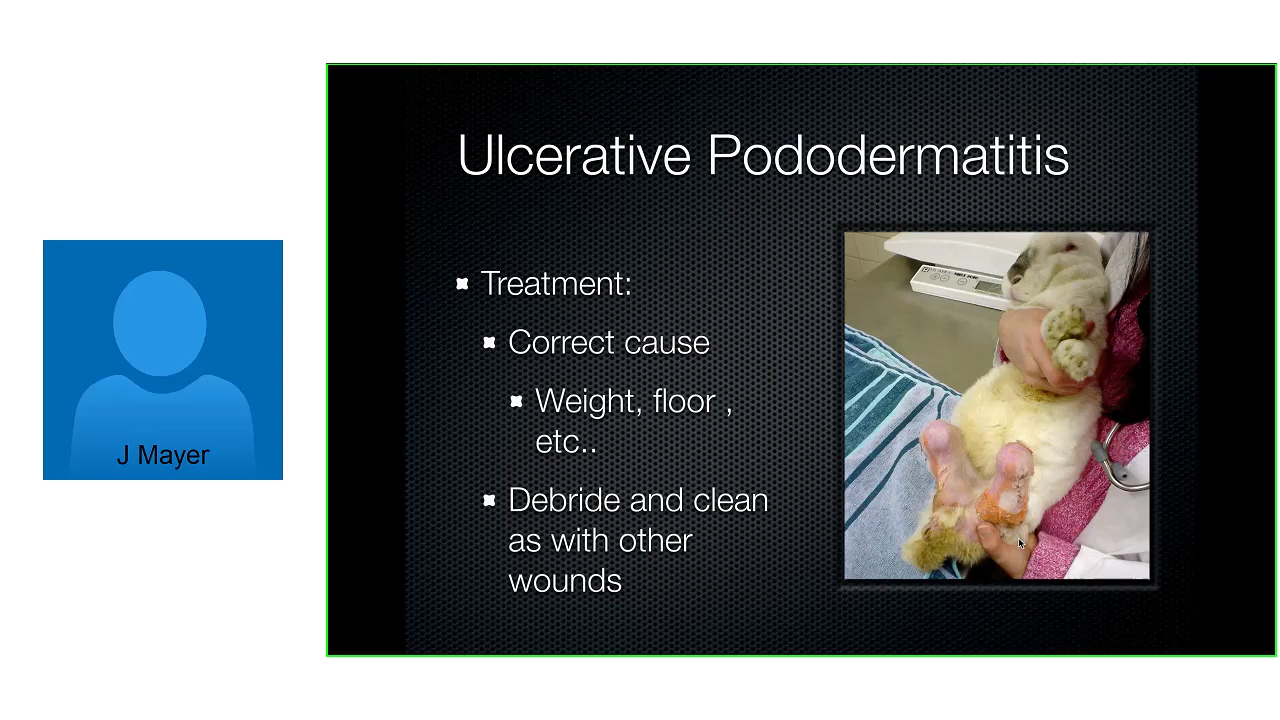 Ulcerative Pododermatitis
Treatment:
Correct cause
Weight, floor ,
etc..
Debride and clean
as with other
wounds
J Mayer